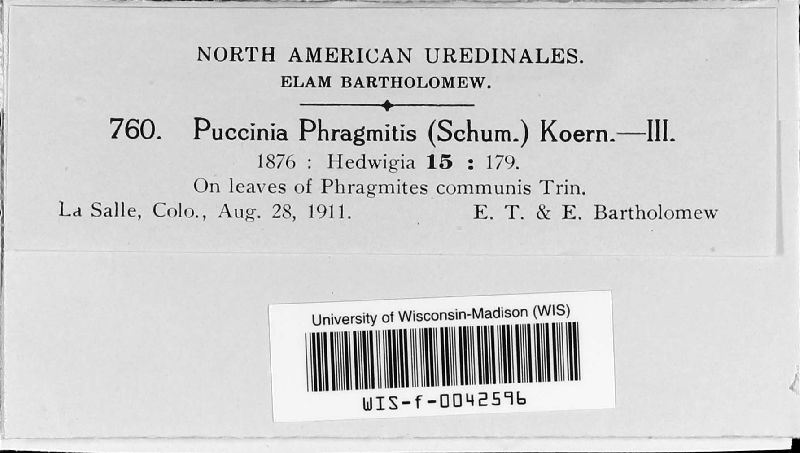 NORTH AMERICAN UREDINALES.
ELAM BARTHOLOMEW.
760. Puccinia Phragmitis (Schum.) Koern.—III.
1876 : Hedwigia 15 : 179.
On leaves of Phragmites communis Trin.
La Salle, Colo., Aug. 28, 1911. E. T. & E. Bartholomew
University of Wisconsin-Madison (WIS)
WIS-f-0042596